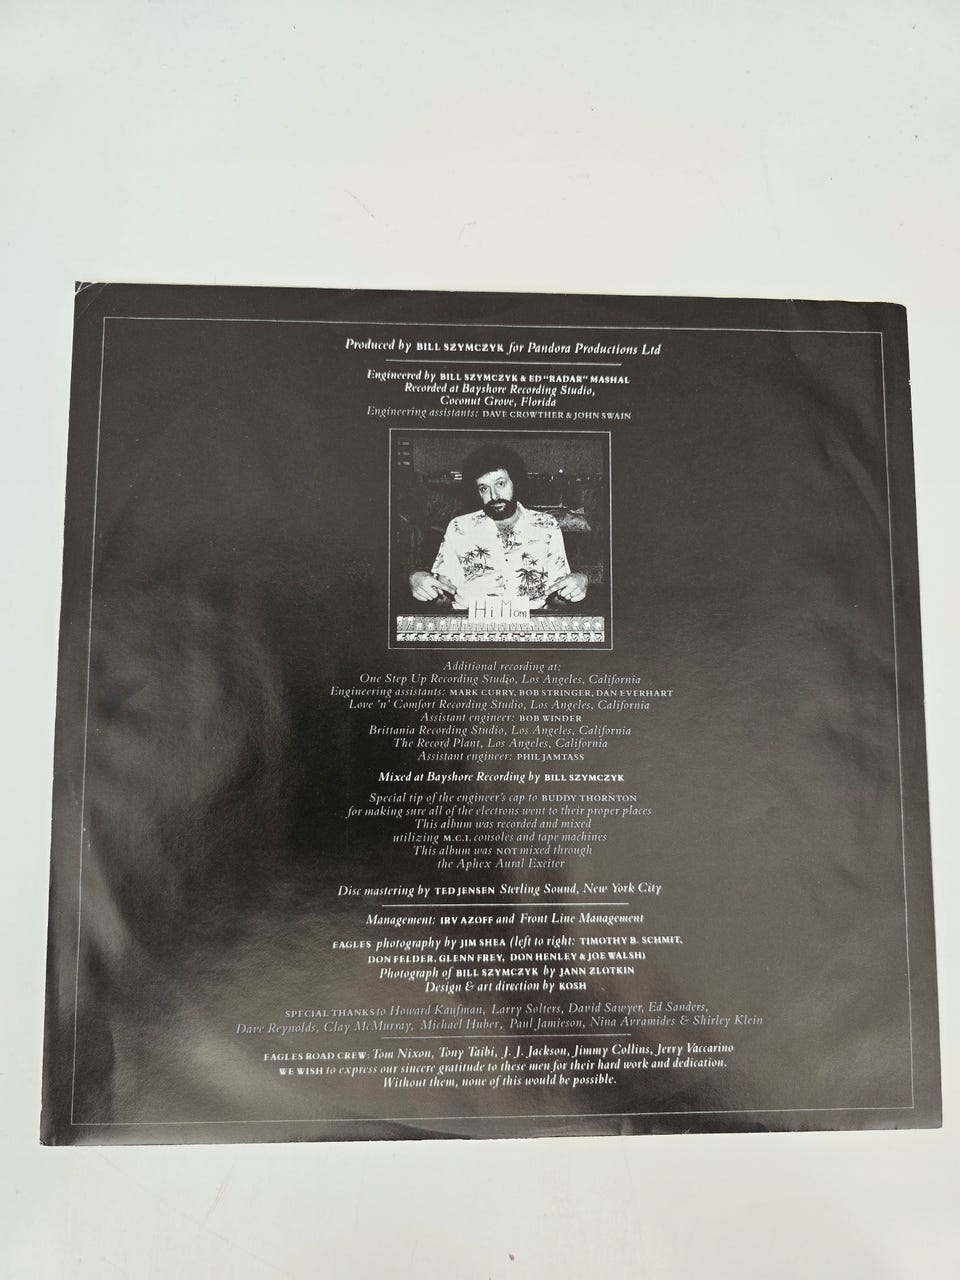 Produced by BILL SZYMCZYK for Pandora Productions Ltd
Engineered by BILL SZYMCZYK & ED "RADAR" MASHAL
Recorded at Bayshore Recording Studio,
Coconut Grove, Florida
Engineering assistants: DAVE CROWTHER & JOHN SWAIN
Hi Mom
Additional recording at:
One Step Up Recording Studio, Los Angeles, California
Engineering assistants: MARK CURRY, BOB STRINGER, DAN EVERHART
Love 'n' Comfort Recording Studio, Los Angeles, California
Assistant engineer: BOB WINDER
Brittania Recording Studio, Los Angeles, California
The Record Plant, Los Angeles, California
Assistant engineer: PHIL JAMTASS
Mixed at Bayshore Recording by BILL SZYMCZYK
Special tip of the engineer's cap to BUDDY THORNTON
for making sure all of the electrons went to their proper places
This album was recorded and mixed
utilizing M.C.I. consoles and tape machines
This album was NOT mixed through
the Aphex Aural Exciter
Disc mastering by TED JENSEN Sterling Sound, New York City
Management: IRV AZOFF and Front Line Management
EAGLES photography by JIM SHEA (left to right: TIMOTHY B. SCHMIT,
DON FELDER, GLENN FREY, DON HENLEY & JOE WALSH)
Photograph of BILL SZYMCZYK by JANN ZLOTKIN
Design & art direction by KOSH
SPECIAL THANKS to Howard Kaufman, Larry Solters, David Sawyer, Ed Sanders,
Dave Reynolds, Clay McMurray, Michael Huber, Paul Jamieson, Nina Avramides & Shirley Klein
EAGLES ROAD CREW: Tom Nixon, Tony Taibi, J. J. Jackson, Jimmy Collins, Jerry Vaccarino
WE WISH to express our sincere gratitude to these men for their hard work and dedication.
Without them, none of this would be possible.